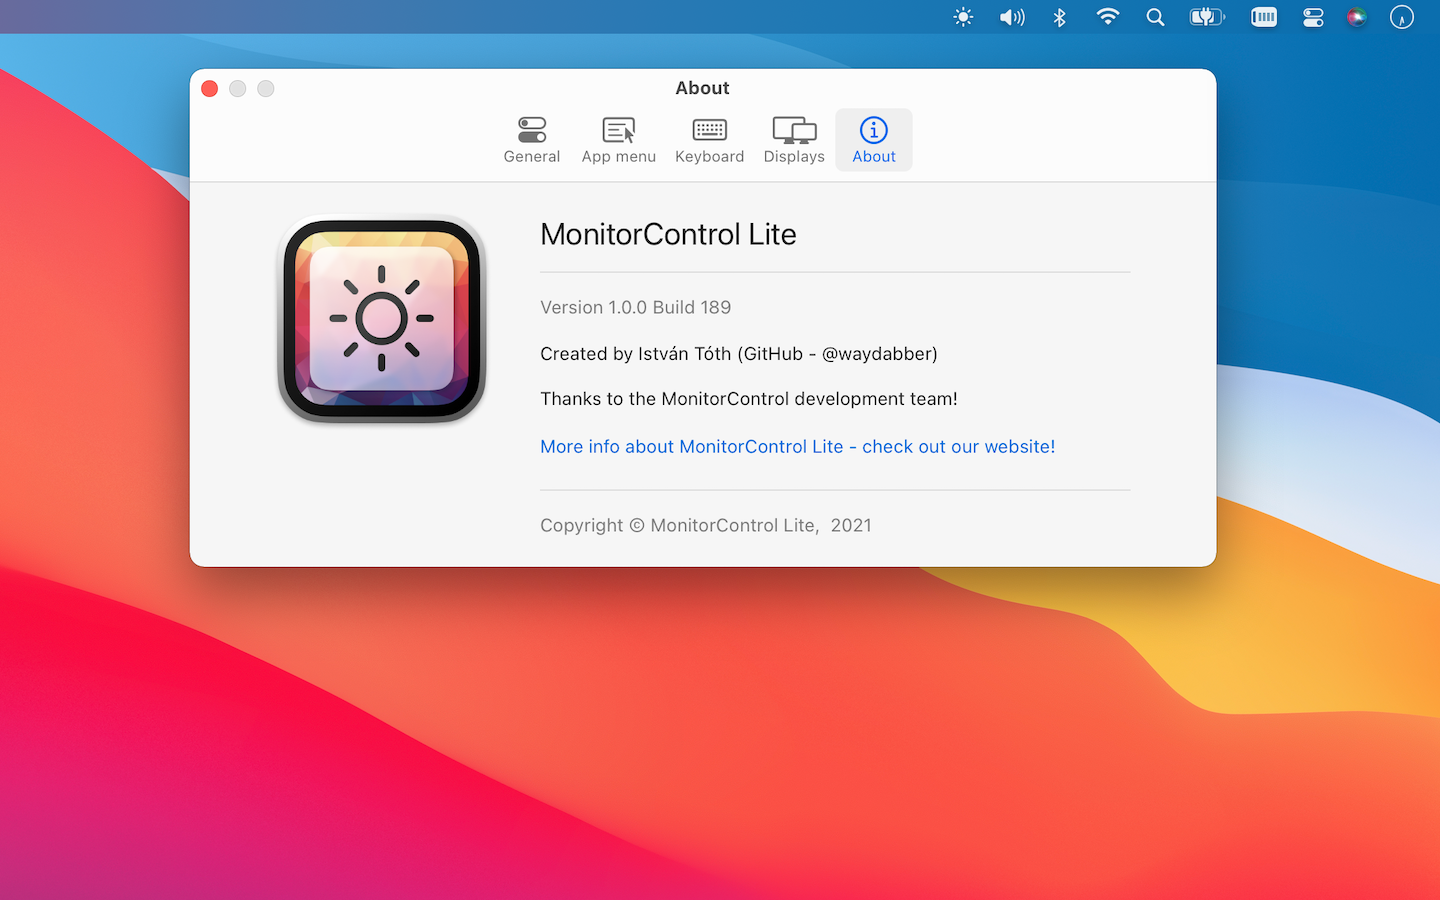 About
General App menu Keyboard Displays About
MonitorControl Lite
Version 1.0.0 Build 189
Created by István Tóth (GitHub - @waydabber)
Thanks to the MonitorControl development team!
More info about MonitorControl Lite - check out our website!
Copyright © MonitorControl Lite, 2021